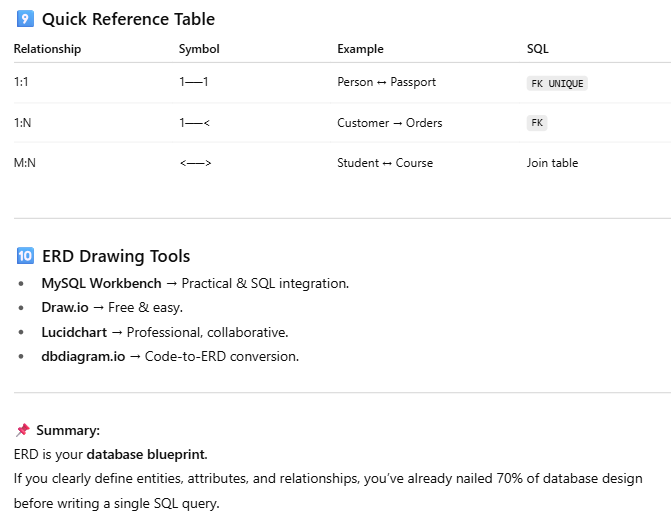 9️⃣ Quick Reference Table
Relationship Symbol Example SQL
1:1 1──1 Person ↔ Passport FK UNIQUE
1:N 1──< Customer → Orders FK
M:N <──> Student ↔ Course Join table
🔟 ERD Drawing Tools
• MySQL Workbench → Practical & SQL integration.
• Draw.io → Free & easy.
• Lucidchart → Professional, collaborative.
• dbdiagram.io → Code-to-ERD conversion.
📌 Summary:
ERD is your database blueprint.
If you clearly define entities, attributes, and relationships, you’ve already nailed 70% of database design
before writing a single SQL query.